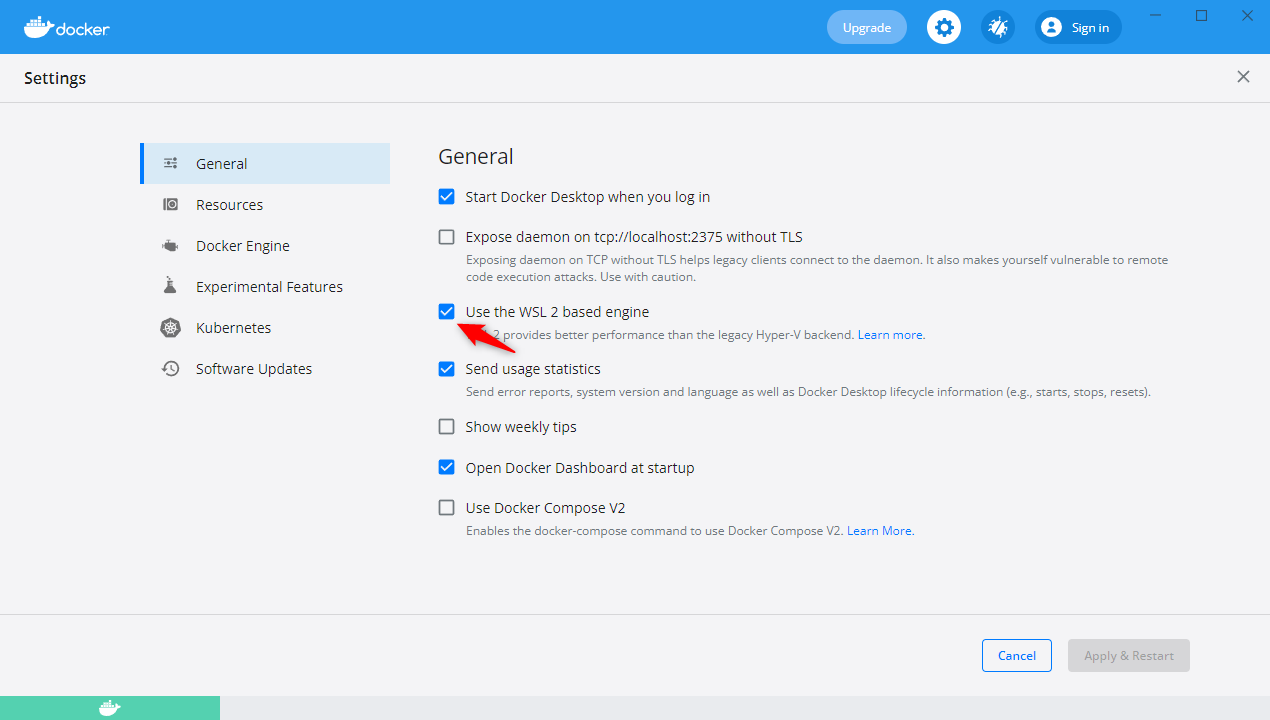 docker
Upgrade
Sign in
Settings
General
Resources
Docker Engine
Experimental Features
Kubernetes
Software Updates
General
Start Docker Desktop when you log in
Expose daemon on tcp://localhost:2375 without TLS
Exposing daemon on TCP without TLS helps legacy clients connect to the daemon. It also makes yourself vulnerable to remote
code execution attacks. Use with caution.
Use the WSL 2 based engine
2 provides better performance than the legacy Hyper-V backend. Learn more.
Send usage statistics
Send error reports, system version and language as well as Docker Desktop lifecycle information (e.g., starts, stops, resets).
Show weekly tips
Open Docker Dashboard at startup
Use Docker Compose V2
Enables the docker-compose command to use Docker Compose V2. Learn More.
Cancel
Apply & Restart